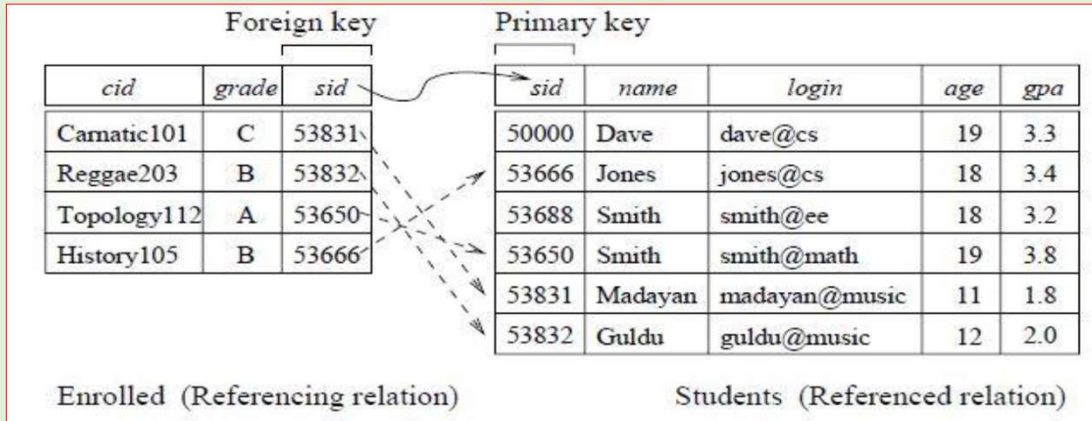 Foreign key Primary key
cid grade sid sid name login age gpa
Carnatic101 C 53831 50000 Dave dave@cs 19 3.3
Reggae203 B 53832 53666 Jones jones@cs 18 3.4
Topology112 A 53650 53688 Smith smith@ee 18 3.2
History105 B 53666 53650 Smith smith@math 19 3.8
53831 Madayan madayan@music 11 1.8
53832 Guldu guldu@music 12 2.0
Enrolled (Referencing relation) Students (Referenced relation)